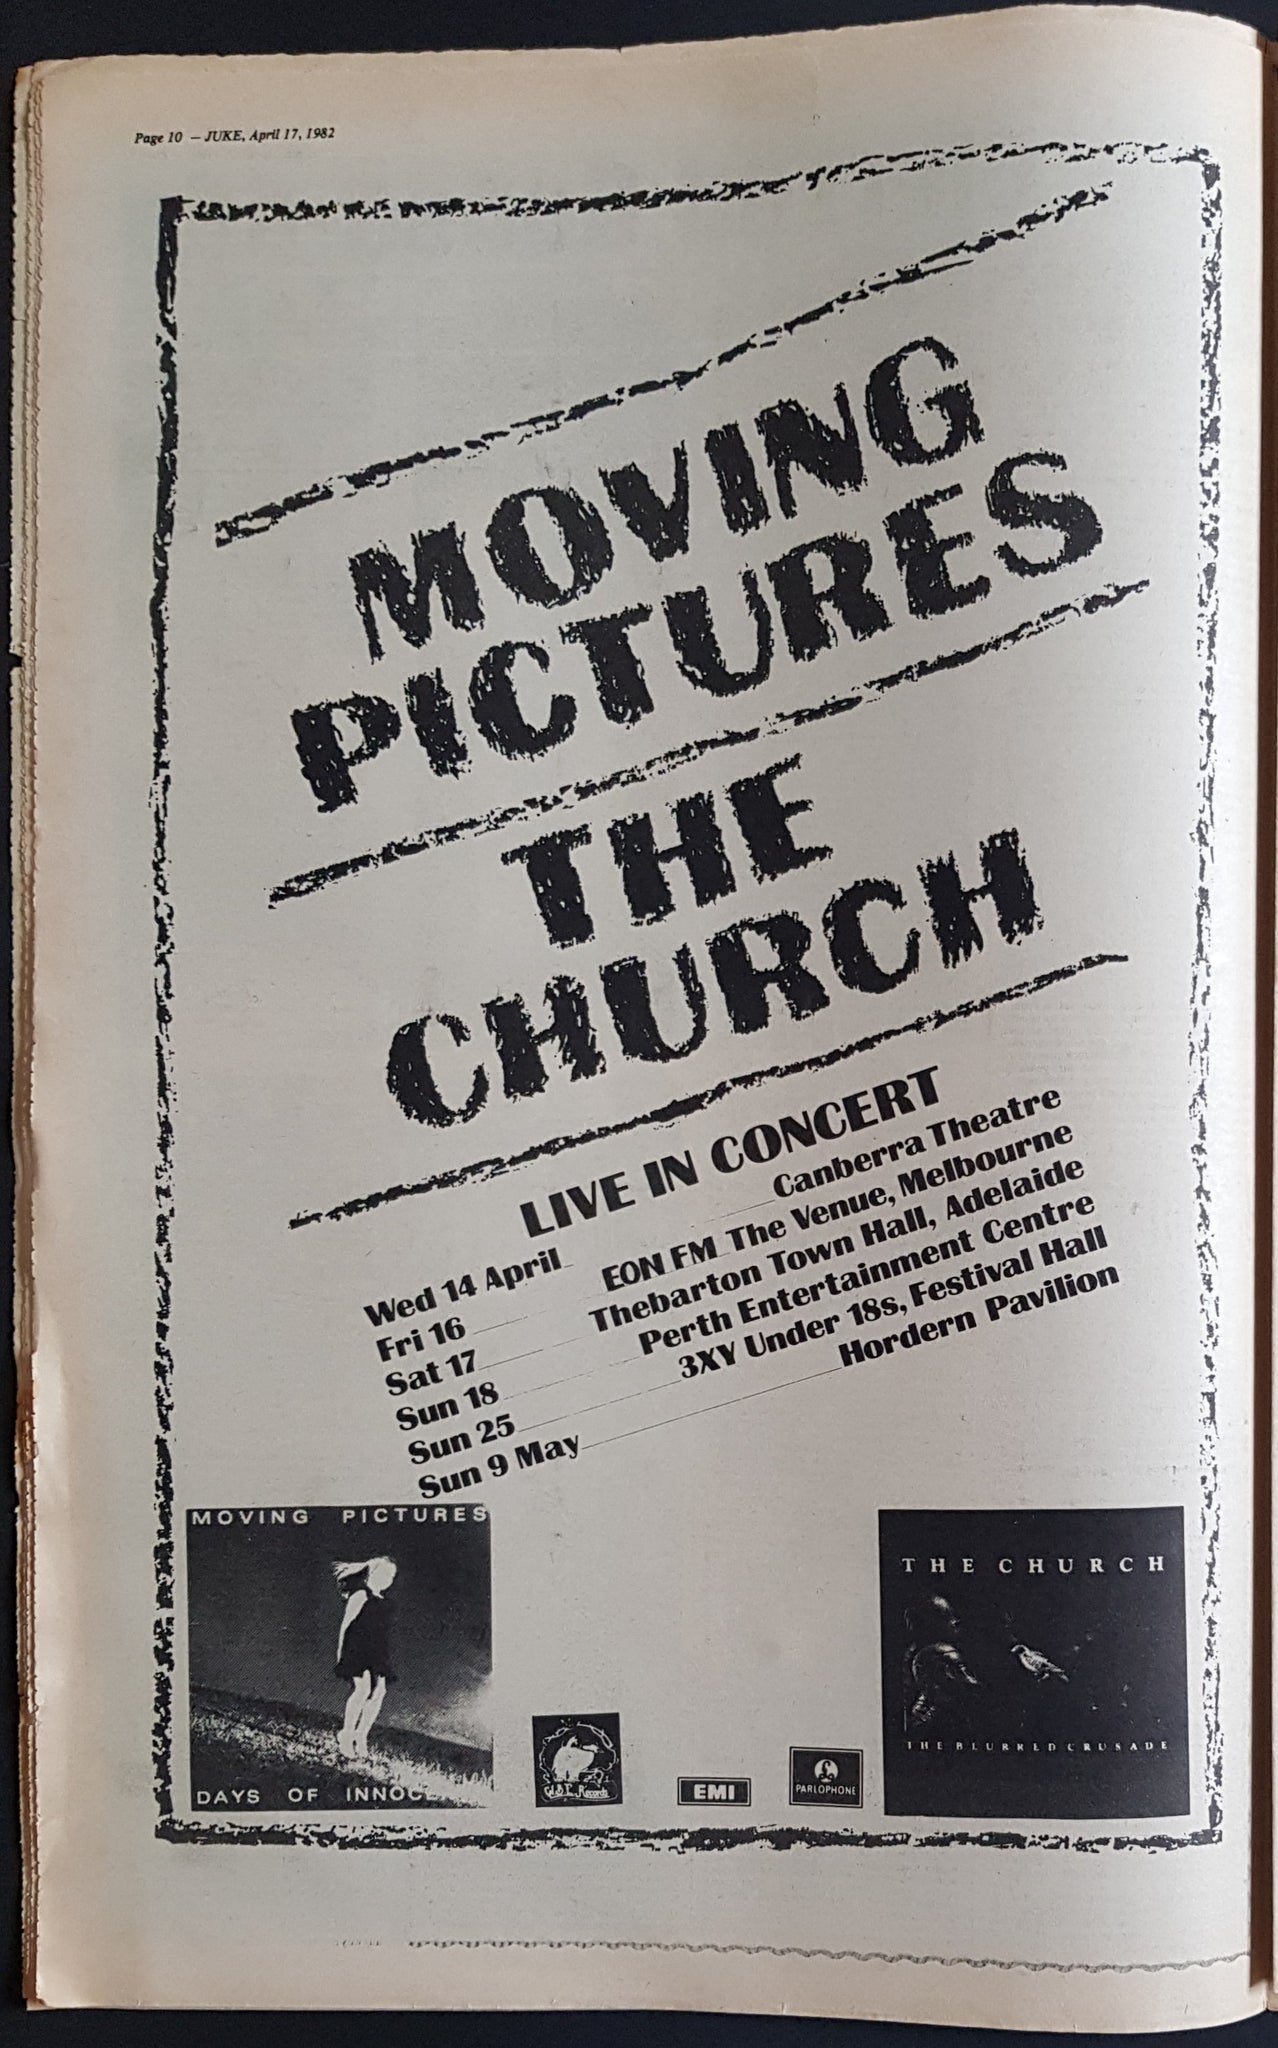 Page 10 — JUKE, April 17, 1982
MOVING
PICTURES
THE
CHURCH
LIVE IN CONCERT
Wed 14 April Canberra Theatre
Fri 16 EON FM The Venue, Melbourne
Sat 17 Thebarton Town Hall, Adelaide
Sun 18 Perth Entertainment Centre
Sun 25 3XY Under 18s, Festival Hall
Sun 9 May Hordern Pavilion
MOVING PICTURES
DAYS OF
Records
EMI
PARLOPHONE
THE CHURCH
THE BLURRED CRUSADE